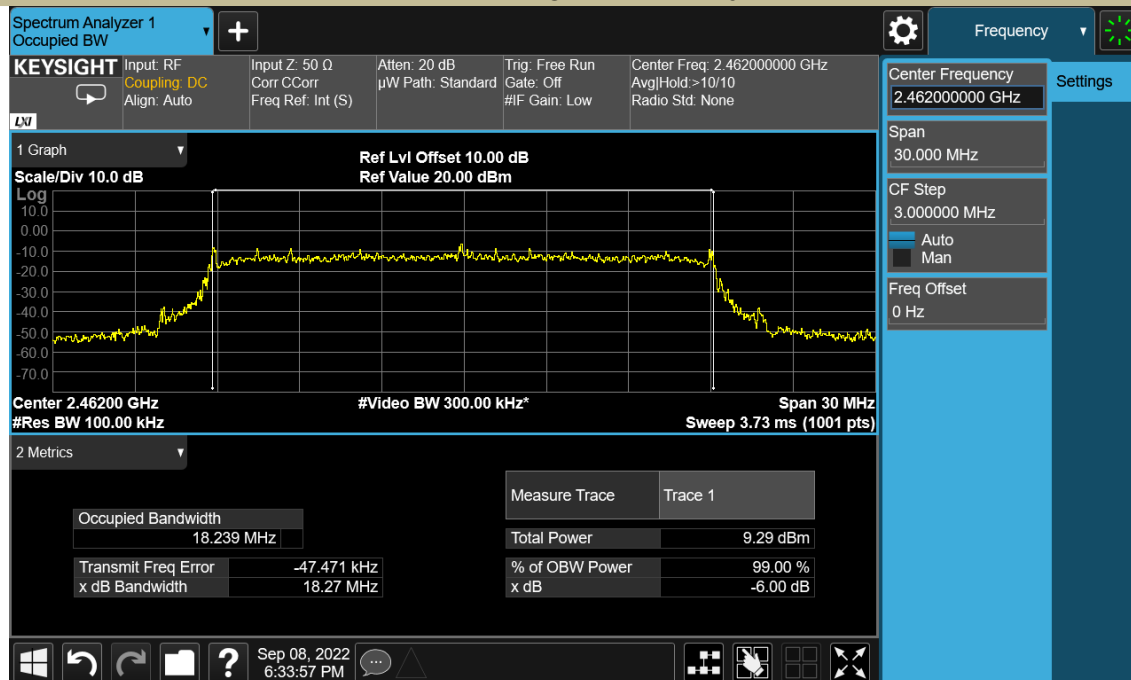 Spectrum Analyzer 1
Occupied BW
Frequency
KEYSIGHT
LXI
Input: RF
Coupling: DC
Align: Auto
Input Z: 50 Ω
Corr CCorr
Freq Ref: Int (S)
Atten: 20 dB
µW Path: Standard
Trig: Free Run
Gate: Off
#IF Gain: Low
Center Freq: 2.462000000 GHz
Avg|Hold:>10/10
Radio Std: None
Center Frequency
2.462000000 GHz
Settings
Span
30.000 MHz
CF Step
3.000000 MHz
Auto
Man
Freq Offset
0 Hz
1 Graph
Scale/Div 10.0 dB
Ref Lvl Offset 10.00 dB
Ref Value 20.00 dBm
Log
10.0
0.00
-10.0
-20.0
-30.0
-40.0
-50.0
-60.0
-70.0
Center 2.46200 GHz
#Res BW 100.00 kHz
#Video BW 300.00 kHz*
Span 30 MHz
Sweep 3.73 ms (1001 pts)
2 Metrics
Measure Trace Trace 1
Occupied Bandwidth
18.239 MHz
Total Power 9.29 dBm
Transmit Freq Error -47.471 kHz
% of OBW Power 99.00 %
x dB Bandwidth 18.27 MHz
x dB -6.00 dB
?
Sep 08, 2022
6:33:57 PM